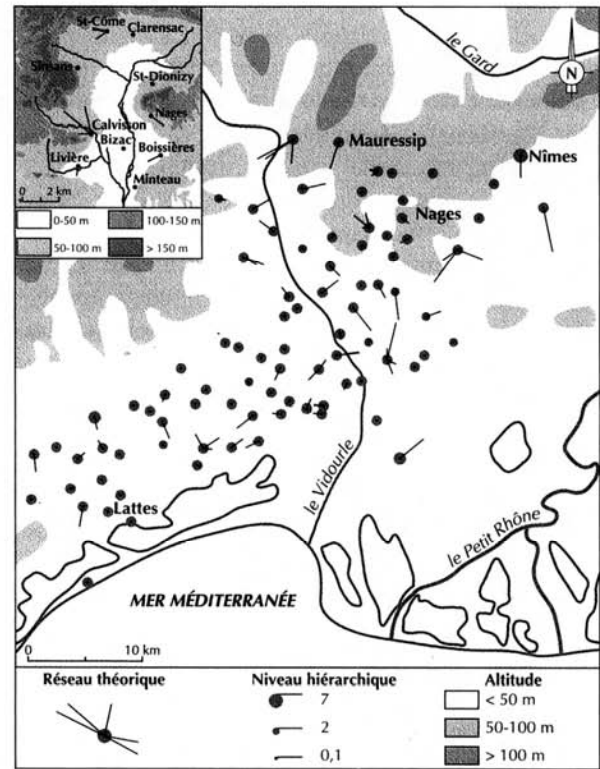 St-Côme
Clarensac
Sinsans
St-Dionizy
Nages
Calvisson
Bizac
Boissières
Livière
Minteau
0 2 km
0-50 m
100-150 m
50-100 m
> 150 m
le Gard
N
Mauressip
Nîmes
Nages
le Vidourle
Lattes
le Petit Rhône
MER MÉDITERRANÉE
0 10 km
Réseau théorique
Niveau hiérarchique
Altitude
7
< 50 m
2
50-100 m
0,1
> 100 m